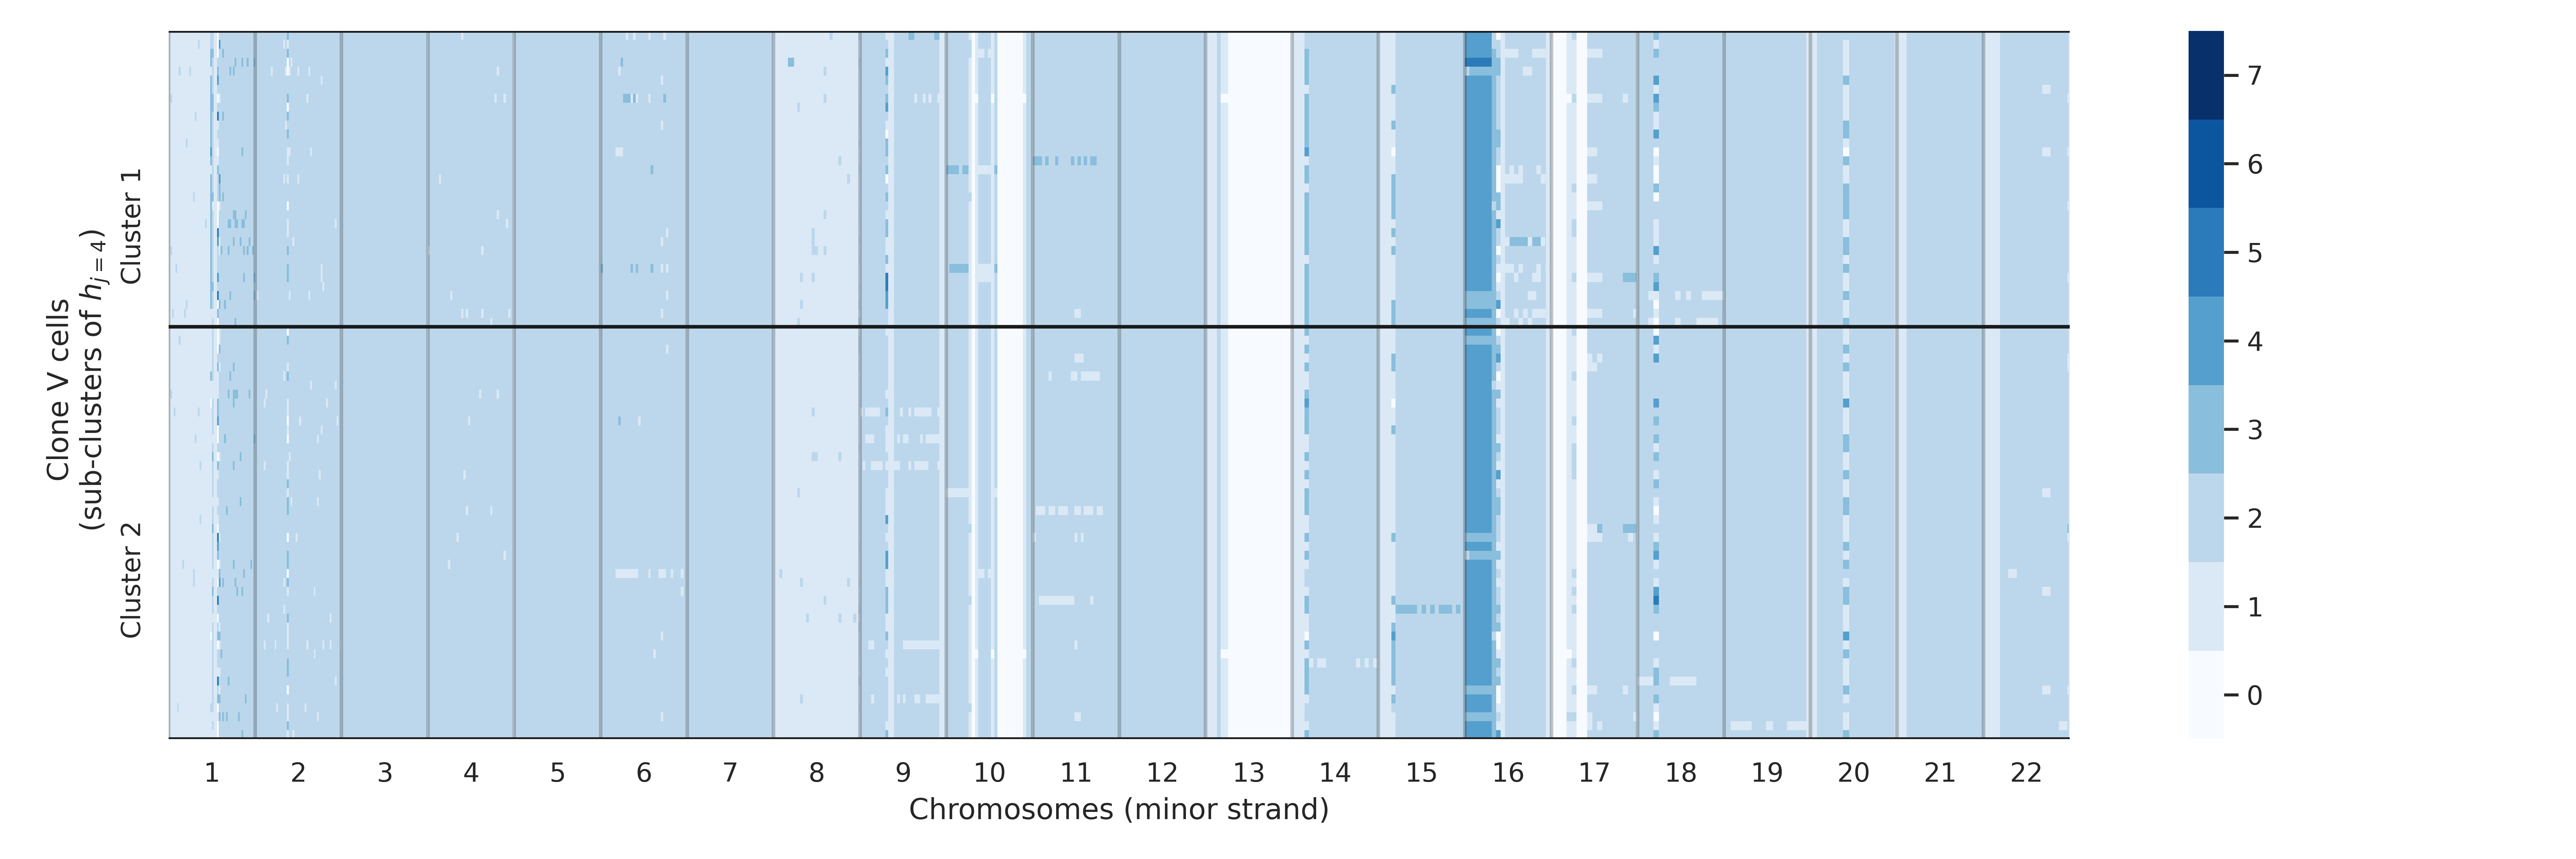 Clone V cells
(sub-clusters of h_{j=4})
Cluster 1
Cluster 2
7
6
5
4
3
2
1
0
1 2 3 4 5 6 7 8 9 10 11 12 13 14 15 16 17 18 19 20 21 22
Chromosomes (minor strand)